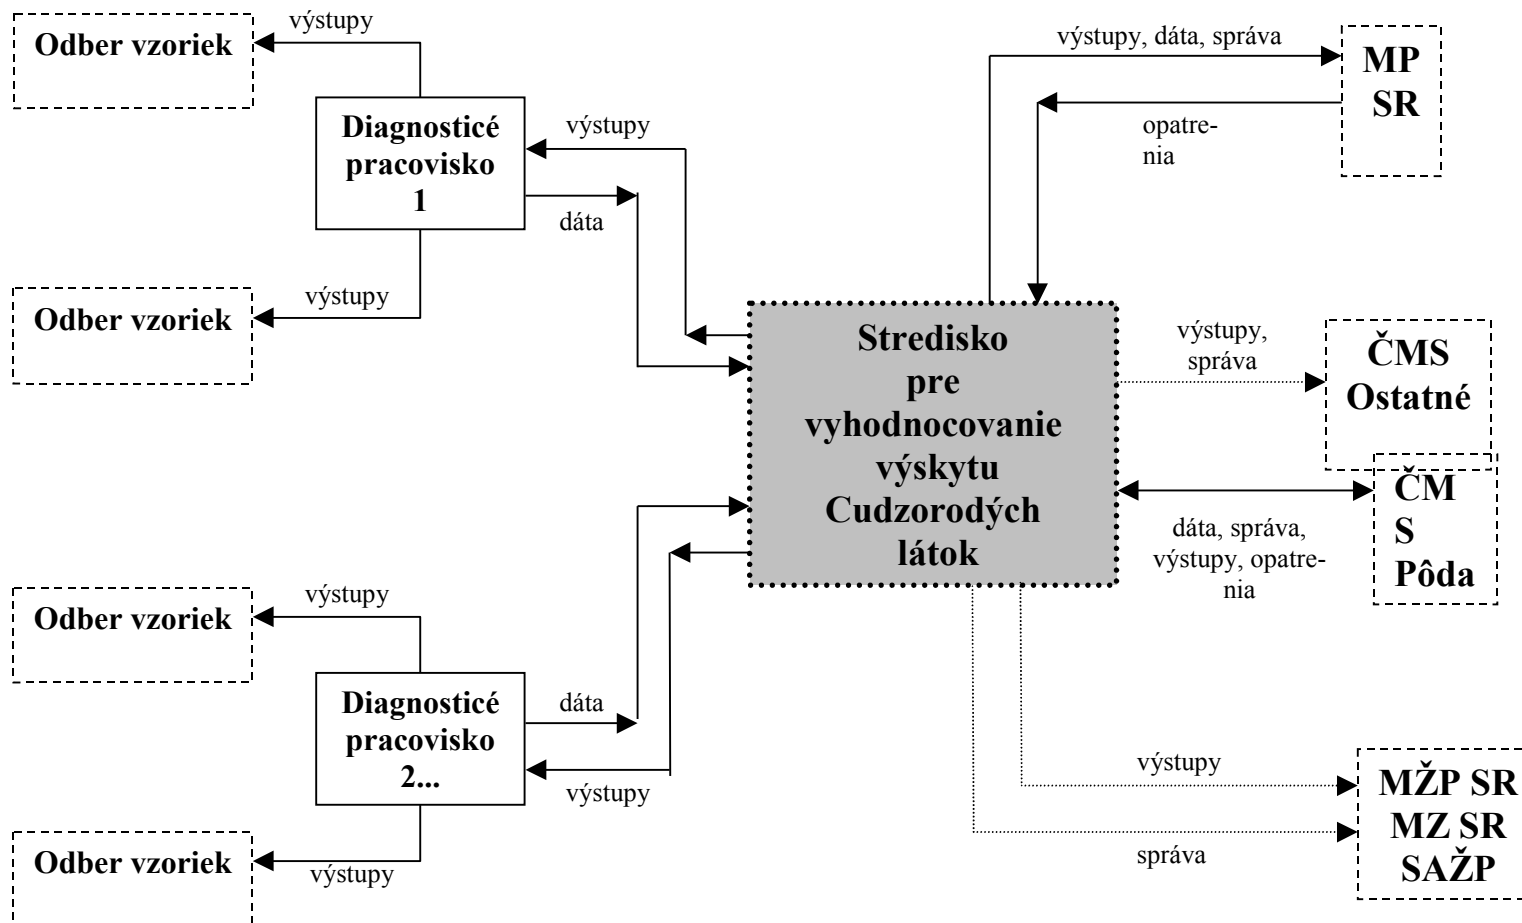 výstupy
Odber vzoriek
Diagnosticé
pracovisko
1
výstupy
dáta
výstupy
Odber vzoriek
výstupy, dáta, správa
MP
SR
opatre-
nia
Stredisko
pre
vyhodnocovanie
výskytu
Cudzorodých
látok
výstupy,
správa
ČMS
Ostatné
ČM
S
Pôda
dáta, správa,
výstupy, opatre-
nia
výstupy
Odber vzoriek
Diagnosticé
pracovisko
2...
dáta
výstupy
Odber vzoriek
výstupy
výstupy
správa
MŽP SR
MZ SR
SAŽP